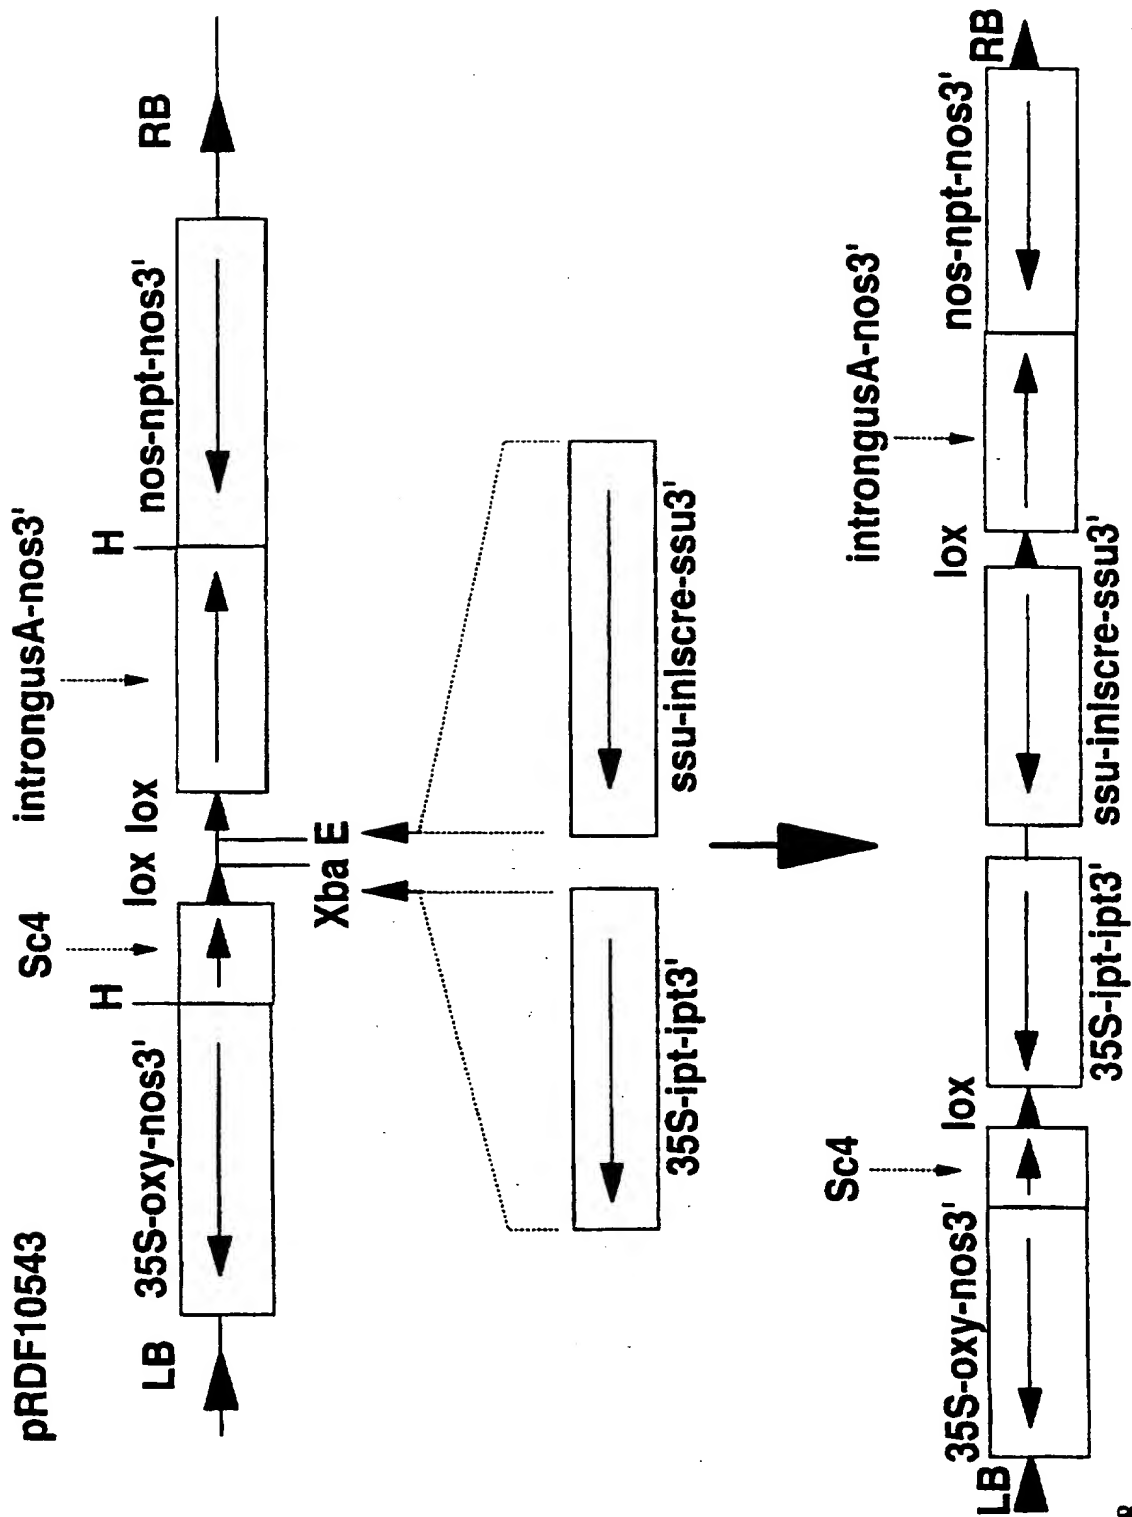 pRDF10543
LB
35S-oxy-nos3'
H
Sc4
lox
lox
intronгusA-nos3'
H
nos-npt-nos3'
RB
Xba
E
35S-ipt-ipt3'
ssu-inlscre-ssu3'
LB
35S-oxy-nos3'
Sc4
lox
35S-ipt-ipt3'
ssu-inlscre-ssu3'
lox
introngusA-nos3'
nos-npt-nos3'
RB